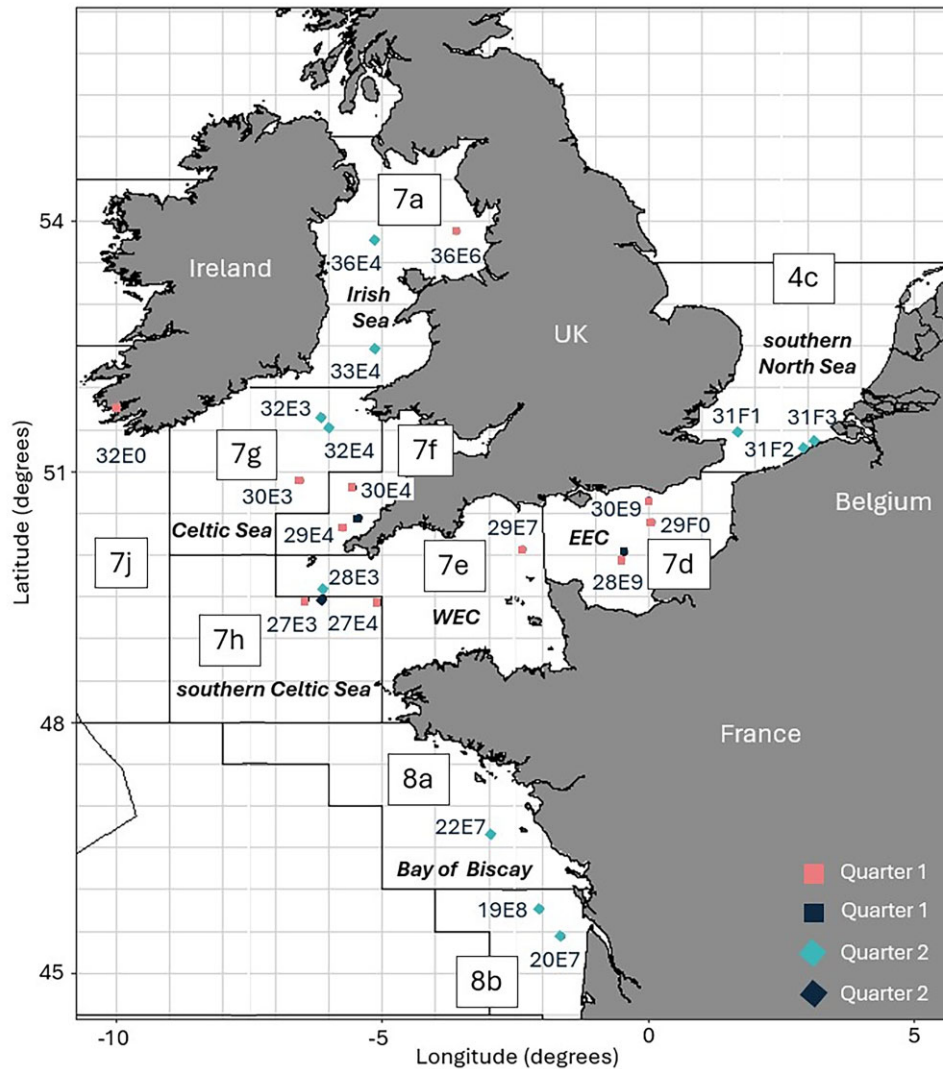 54
51
48
45
Latitude (degrees)
-10
-5
0
5
Longitude (degrees)
7a
36E4
36E6
Ireland
Irish
Sea
4c
UK
southern
North Sea
33E4
32E3
32E4
31F1
31F3
31F2
32E0
7g
7f
30E3
30E4
Belgium
Celtic Sea
29E4
29E7
30E9
29F0
EEC
7j
28E3
7e
7d
28E9
27E3
27E4
WEC
7h
southern Celtic Sea
France
8a
22E7
Bay of Biscay
19E8
20E7
8b
Quarter 1
Quarter 1
Quarter 2
Quarter 2